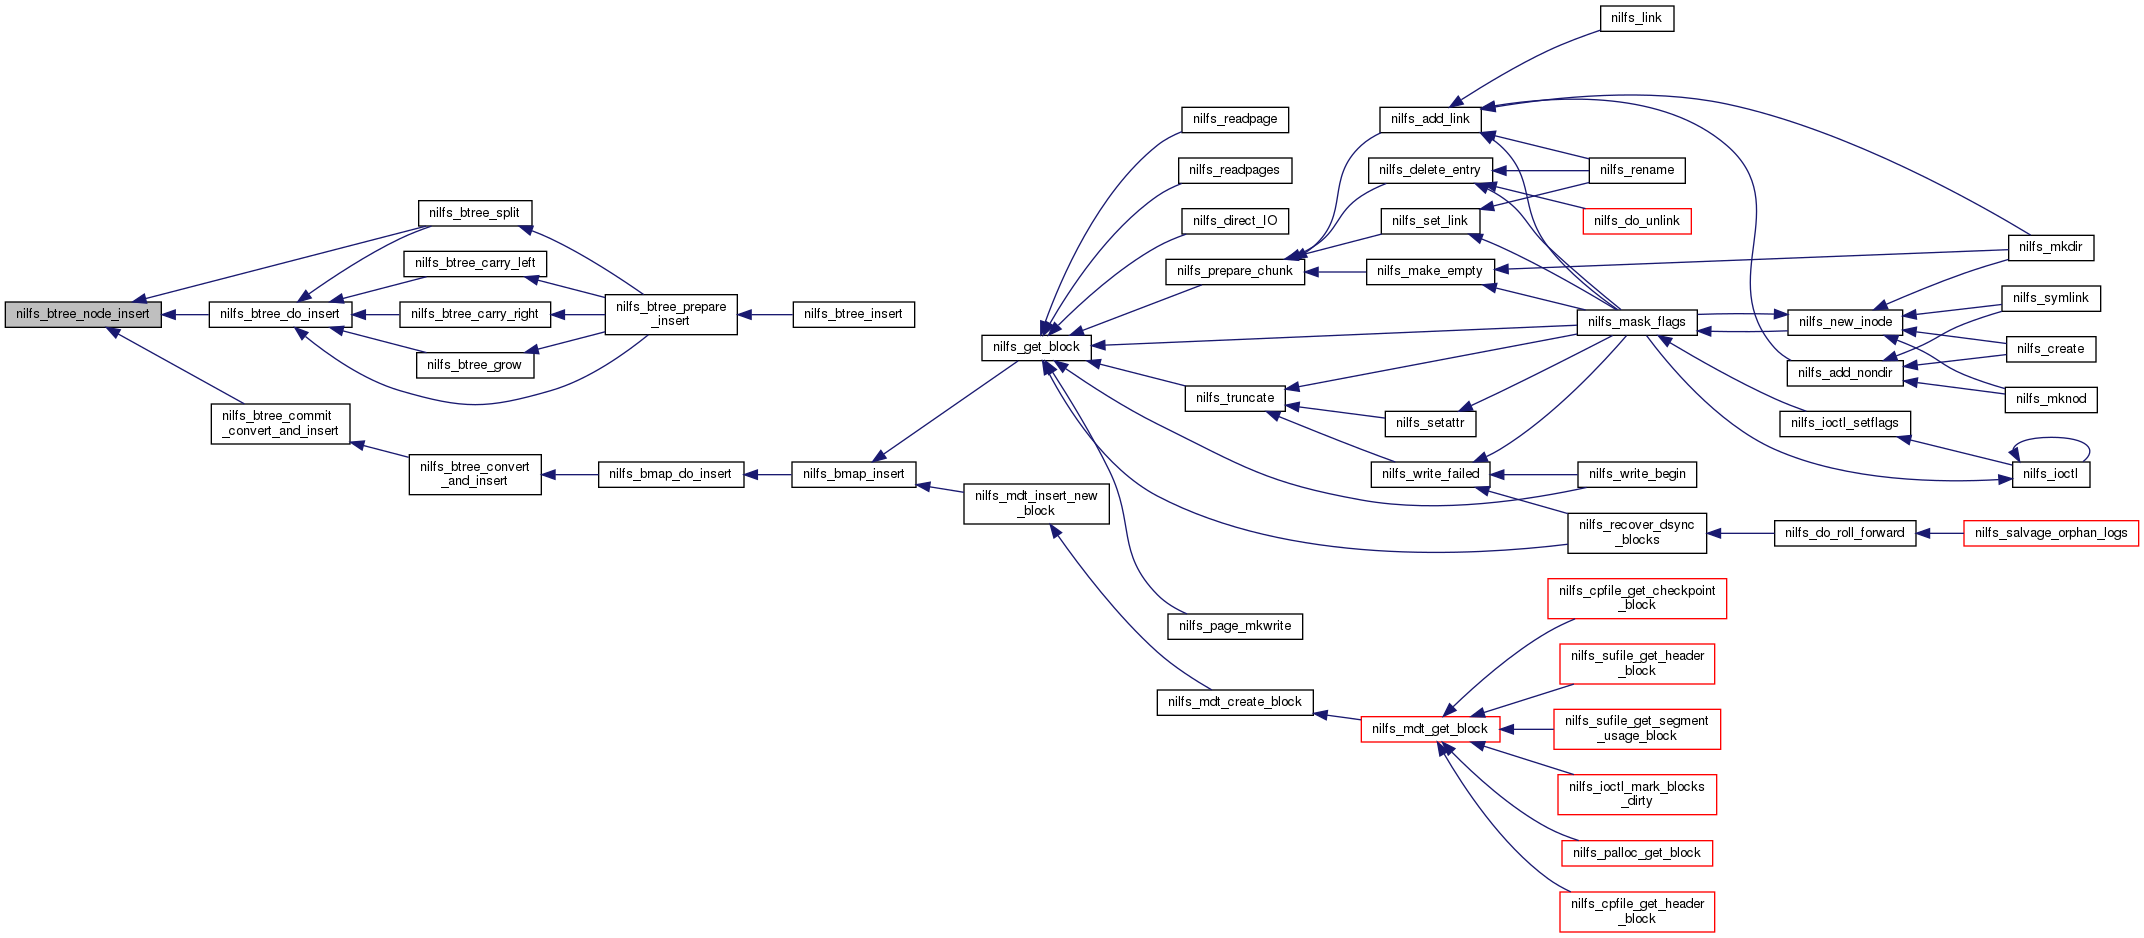 nilfs_btree_node_insert
nilfs_btree_split
nilfs_btree_do_insert
nilfs_btree_carry_left
nilfs_btree_carry_right
nilfs_btree_grow
nilfs_btree_prepare
_insert
nilfs_btree_insert
nilfs_btree_commit
_convert_and_insert
nilfs_btree_convert
_and_insert
nilfs_bmap_do_insert
nilfs_bmap_insert
nilfs_get_block
nilfs_mdt_insert_new
_block
nilfs_readpage
nilfs_readpages
nilfs_direct_IO
nilfs_prepare_chunk
nilfs_truncate
nilfs_page_mkwrite
nilfs_mdt_create_block
nilfs_add_link
nilfs_delete_entry
nilfs_set_link
nilfs_make_empty
nilfs_setattr
nilfs_write_failed
nilfs_mdt_get_block
nilfs_link
nilfs_rename
nilfs_do_unlink
nilfs_mask_flags
nilfs_write_begin
nilfs_recover_dsync
_blocks
nilfs_cpfile_get_checkpoint
_block
nilfs_sufile_get_header
_block
nilfs_sufile_get_segment
_usage_block
nilfs_ioctl_mark_blocks
_dirty
nilfs_palloc_get_block
nilfs_cpfile_get_header
_block
nilfs_new_inode
nilfs_add_nondir
nilfs_ioctl_setflags
nilfs_do_roll_forward
nilfs_mkdir
nilfs_symlink
nilfs_create
nilfs_mknod
nilfs_ioctl
nilfs_salvage_orphan_logs